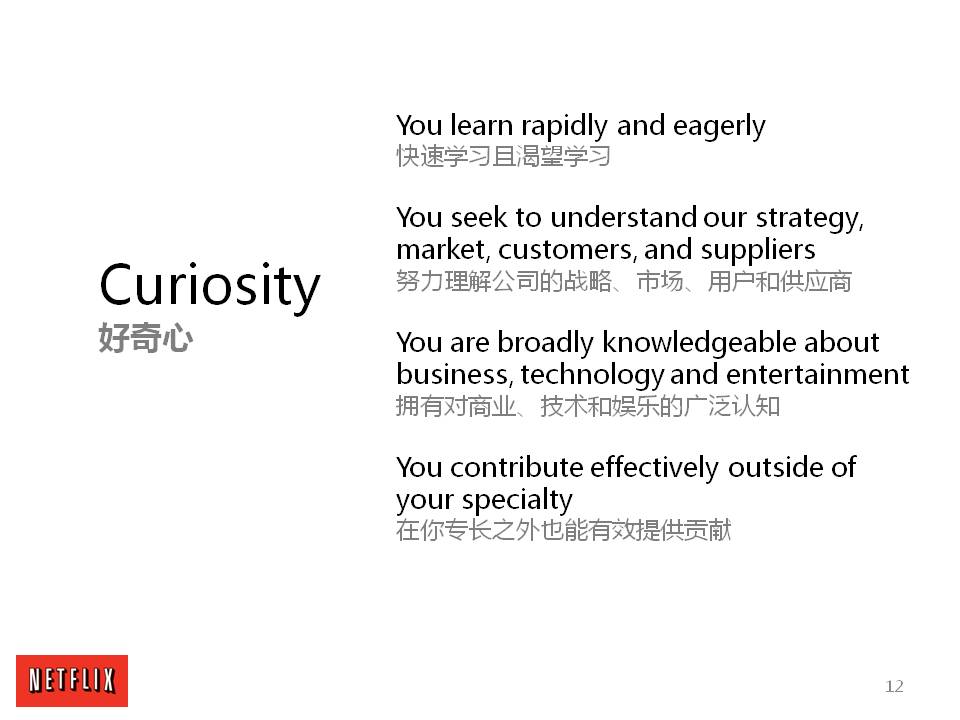 Curiosity
好奇心
You learn rapidly and eagerly
快速学习且渴望学习
You seek to understand our strategy,
market, customers, and suppliers
努力理解公司的战略、市场、用户和供应商
You are broadly knowledgeable about
business, technology and entertainment
拥有对商业、技术和娱乐的广泛认知
You contribute effectively outside of
your specialty
在你专长之外也能有效提供贡献
NETFLIX
12